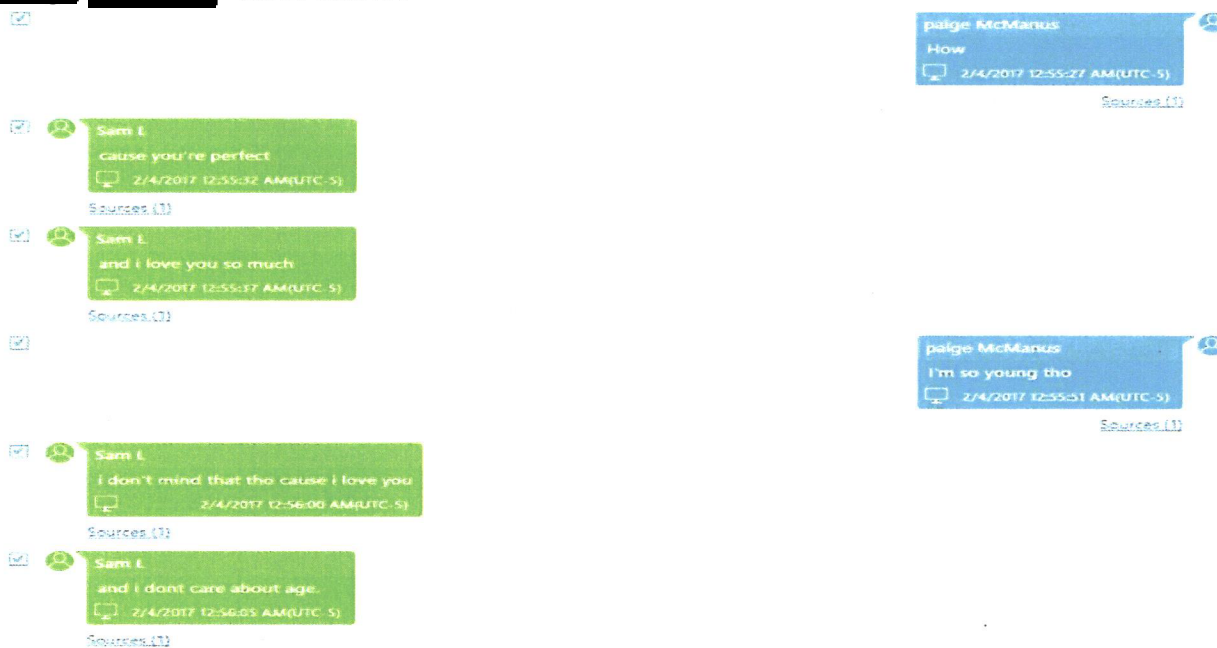 paige McManus
How
2/4/2017 12:55:27 AM(UTC-5)
Sources (1)
Sam L
cause you're perfect
2/4/2017 12:55:32 AM(UTC-5)
Sources (1)
Sam L
and i love you so much
2/4/2017 12:55:37 AM(UTC-5)
Sources (1)
paige McManus
I'm so young tho
2/4/2017 12:55:51 AM(UTC-5)
Sources (1)
Sam L
i don't mind that tho cause i love you
2/4/2017 12:56:00 AM(UTC-5)
Sources (1)
Sam L
and i dont care about age.
2/4/2017 12:56:05 AM(UTC-5)
Sources (1)